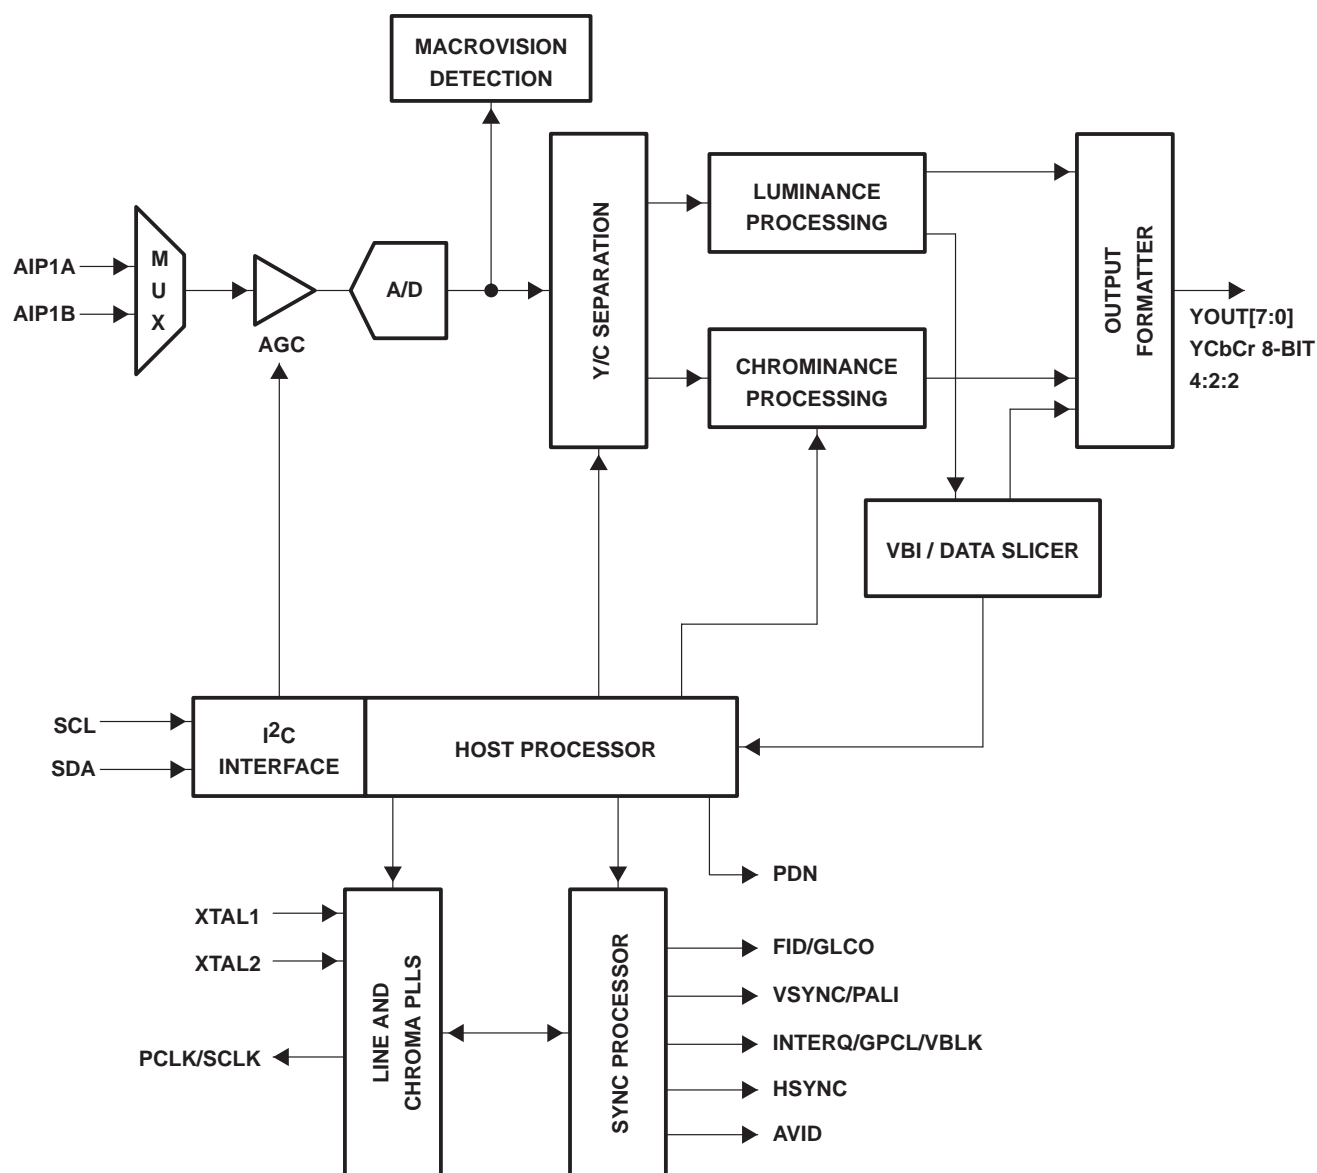 MACROVISION
DETECTION
LUMINANCE
PROCESSING
Y/C SEPARATION
OUTPUT
FORMATTER
AIP1A
AIP1B
M
U
X
AGC
A/D
YOUT[7:0]
YCbCr 8-BIT
4:2:2
CHROMINANCE
PROCESSING
VBI / DATA SLICER
SCL
SDA
I2C
INTERFACE
HOST PROCESSOR
PDN
XTAL1
XTAL2
PCLK/SCLK
LINE AND
CHROMA PLLS
SYNC PROCESSOR
FID/GLCO
VSYNC/PALI
INTERQ/GPCL/VBLK
HSYNC
AVID